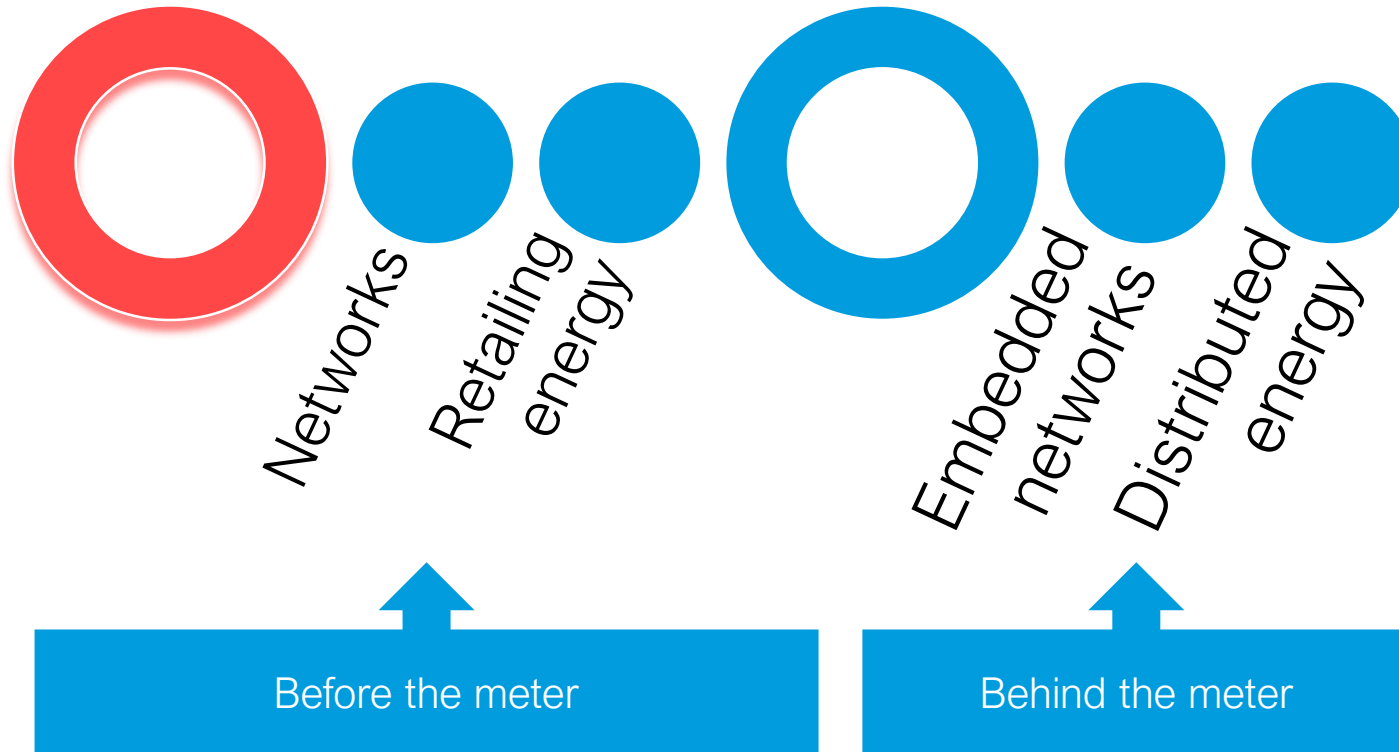 Networks
Retailing
energy
Embedded
networks
Distributed
energy
Before the meter
Behind the meter